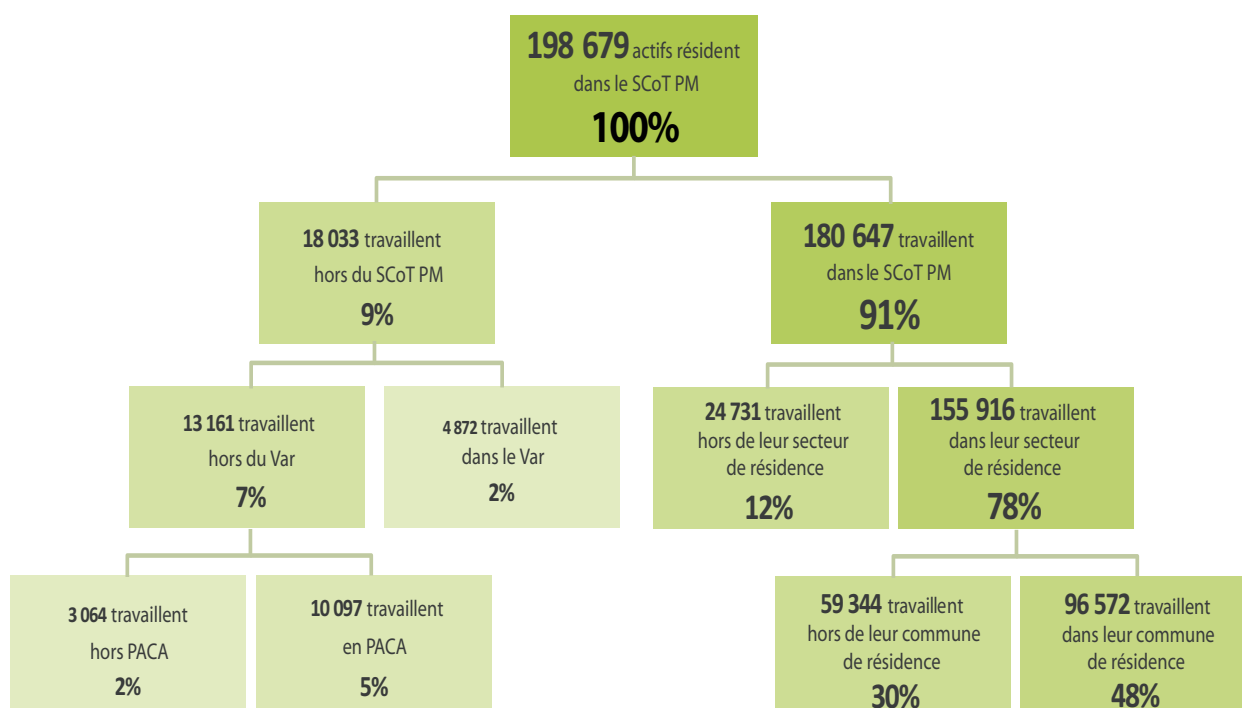 198 679 actifs résident
dans le SCoT PM
100%
18 033 travaillent
hors du SCoT PM
9%
180 647 travaillent
dans le SCoT PM
91%
13 161 travaillent
hors du Var
7%
4 872 travaillent
dans le Var
2%
24 731 travaillent
hors de leur secteur
de résidence
12%
155 916 travaillent
dans leur secteur
de résidence
78%
3 064 travaillent
hors PACA
2%
10 097 travaillent
en PACA
5%
59 344 travaillent
hors de leur commune
de résidence
30%
96 572 travaillent
dans leur commune
de résidence
48%